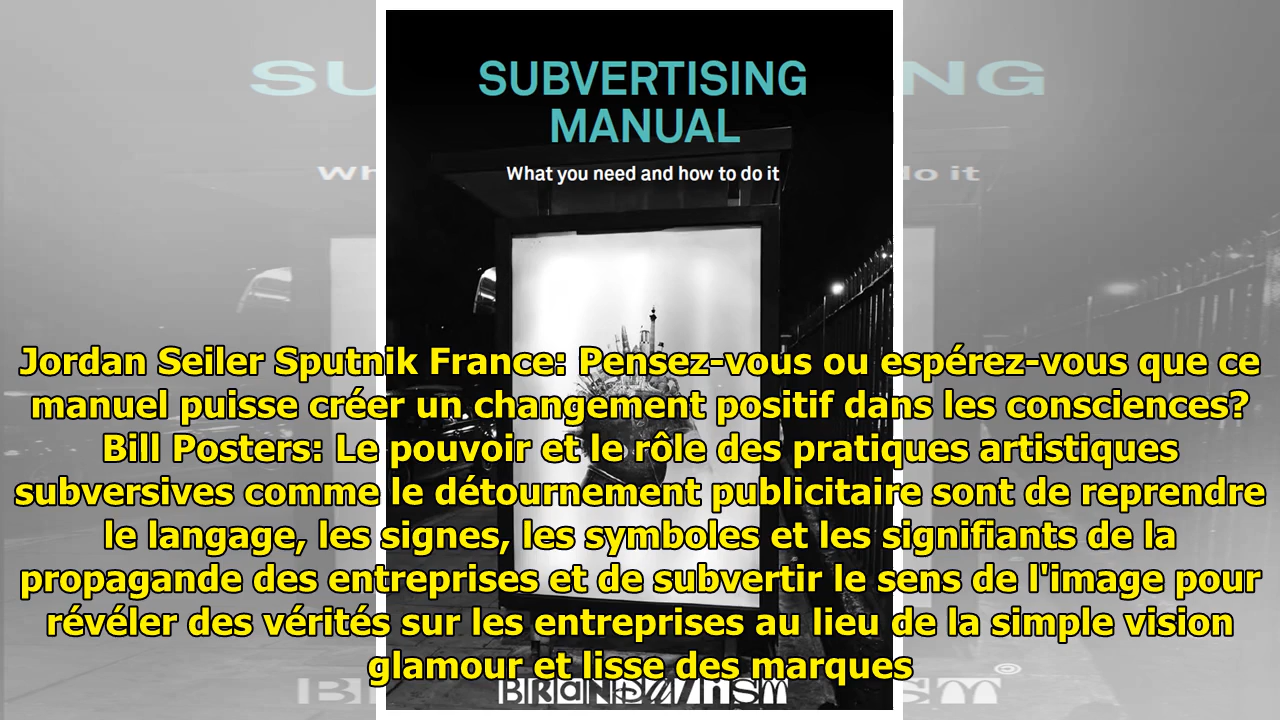 SUBVERTISING
MANUAL
What you need and how to do it
Jordan Seiler Sputnik France: Pensez-vous ou espérez-vous que ce
manuel puisse créer un changement positif dans les consciences?
Bill Posters: Le pouvoir et le rôle des pratiques artistiques
subversives comme le détournement publicitaire sont de reprendre
le langage, les signes, les symboles et les signifiants de la
propagande des entreprises et de subvertir le sens de l'image pour
révéler des vérités sur les entreprises au lieu de la simple vision
glamour et lisse des marques
BRANDALISM